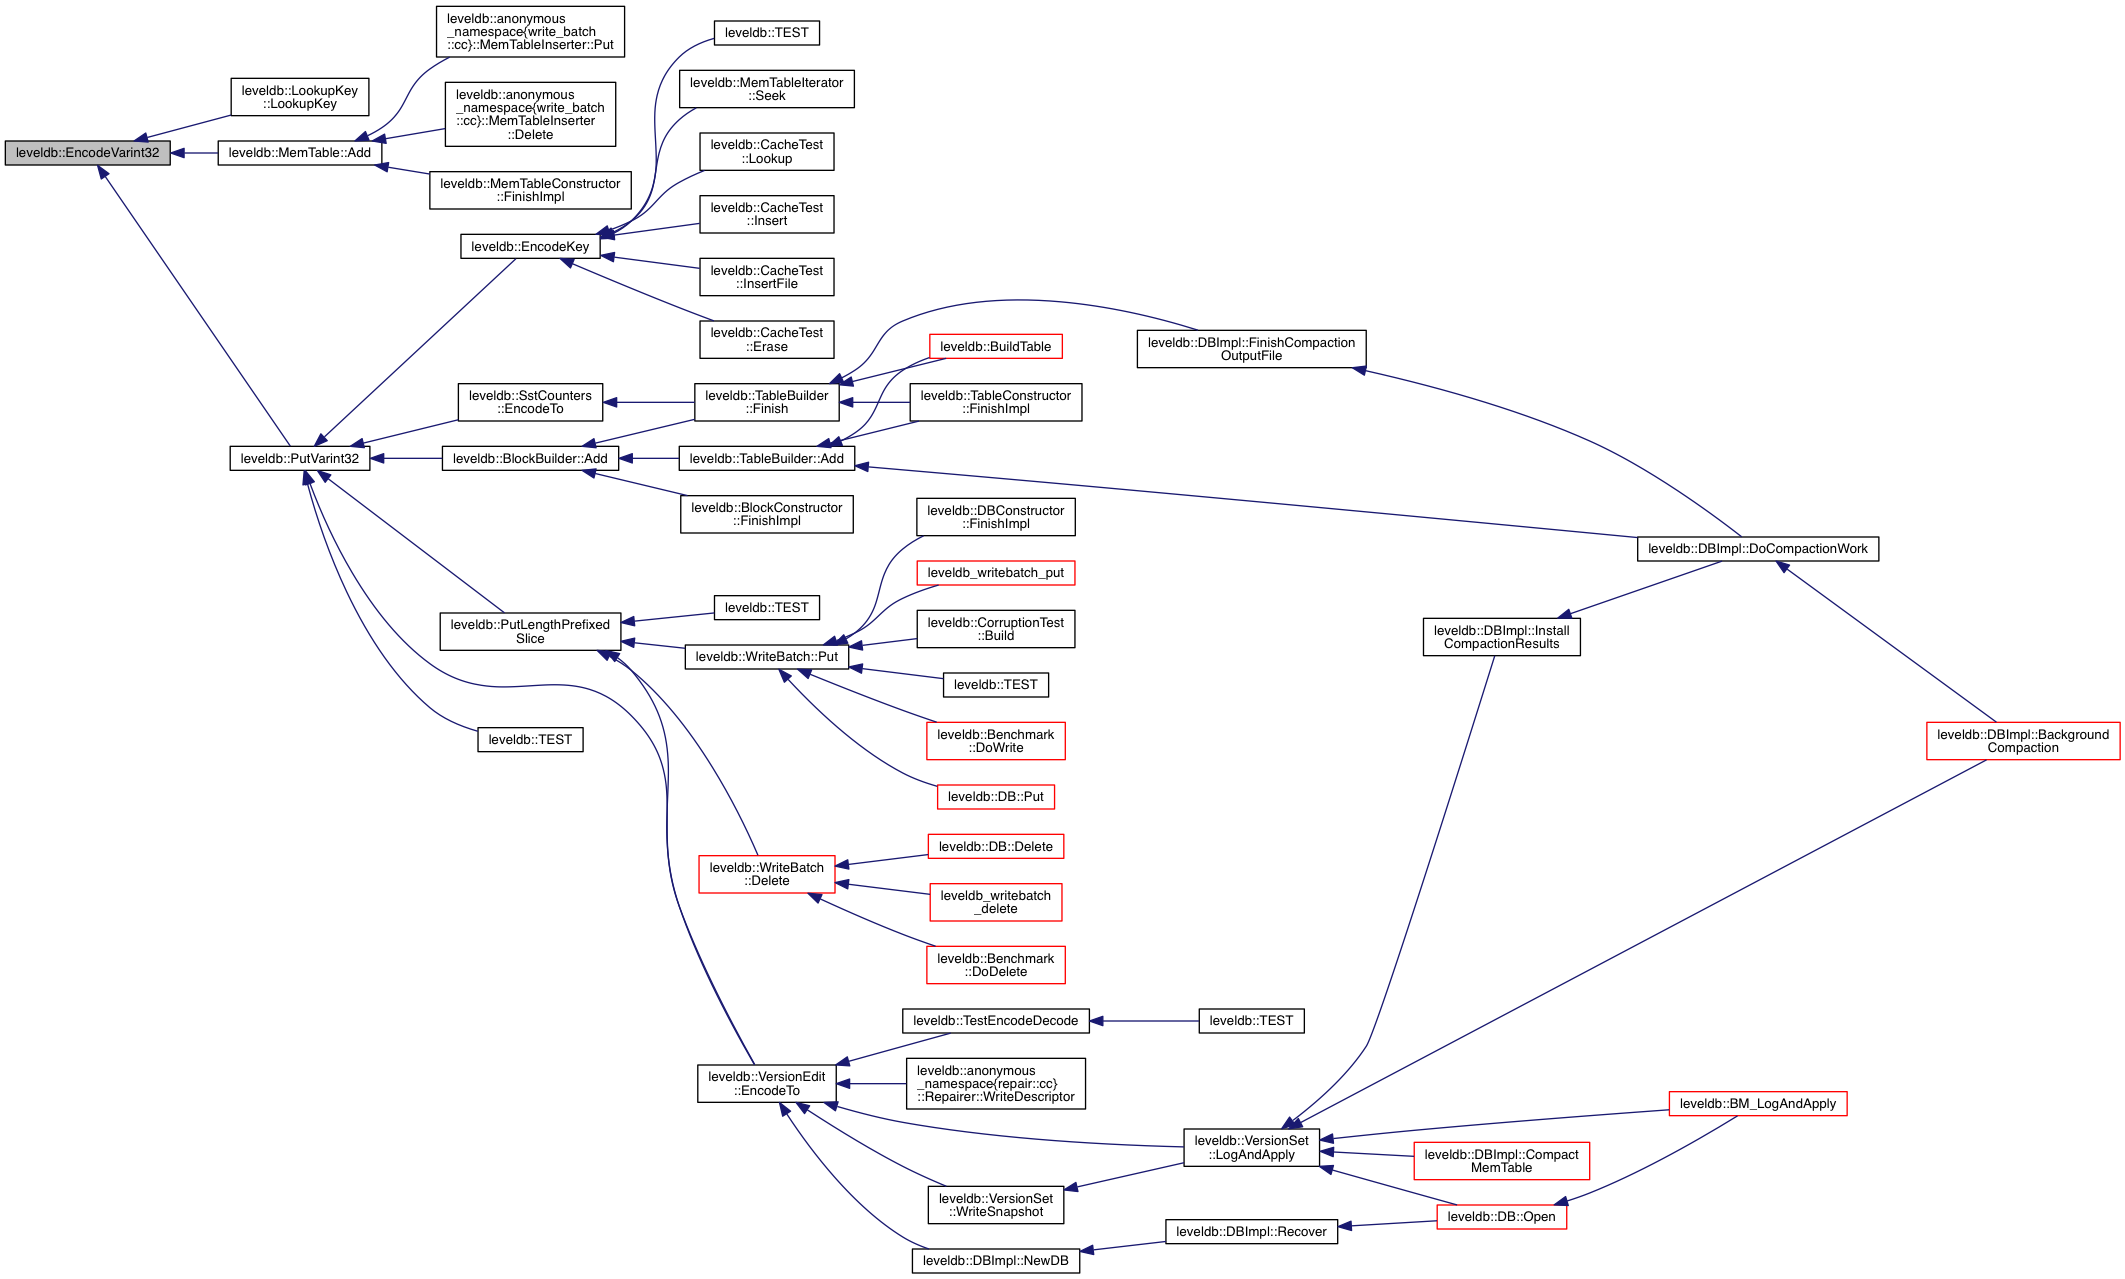 leveldb::anonymous
_namespace{write_batch
::cc}::MemTableInserter::Put
leveldb::TEST
leveldb::MemTableIterator
::Seek
leveldb::LookupKey
::LookupKey
leveldb::anonymous
_namespace{write_batch
::cc}::MemTableInserter
::Delete
leveldb::EncodeVarint32
leveldb::MemTable::Add
leveldb::CacheTest
::Lookup
leveldb::MemTableConstructor
::FinishImpl
leveldb::CacheTest
::Insert
leveldb::EncodeKey
leveldb::CacheTest
::InsertFile
leveldb::CacheTest
::Erase
leveldb::BuildTable
leveldb::DBImpl::FinishCompaction
OutputFile
leveldb::SstCounters
::EncodeTo
leveldb::TableBuilder
::Finish
leveldb::TableConstructor
::FinishImpl
leveldb::PutVarint32
leveldb::BlockBuilder::Add
leveldb::TableBuilder::Add
leveldb::BlockConstructor
::FinishImpl
leveldb::DBConstructor
::FinishImpl
leveldb::DBImpl::DoCompactionWork
leveldb_writebatch_put
leveldb::TEST
leveldb::CorruptionTest
::Build
leveldb::PutLengthPrefixed
Slice
leveldb::WriteBatch::Put
leveldb::DBImpl::Install
CompactionResults
leveldb::TEST
leveldb::TEST
leveldb::Benchmark
::DoWrite
leveldb::DBImpl::Background
Compaction
leveldb::DB::Put
leveldb::DB::Delete
leveldb::WriteBatch
::Delete
leveldb_writebatch
_delete
leveldb::Benchmark
::DoDelete
leveldb::TestEncodeDecode
leveldb::TEST
leveldb::VersionEdit
::EncodeTo
leveldb::anonymous
_namespace{repair::cc}
::Repairer::WriteDescriptor
leveldb::BM_LogAndApply
leveldb::VersionSet
::LogAndApply
leveldb::DBImpl::Compact
MemTable
leveldb::VersionSet
::WriteSnapshot
leveldb::DB::Open
leveldb::DBImpl::Recover
leveldb::DBImpl::NewDB